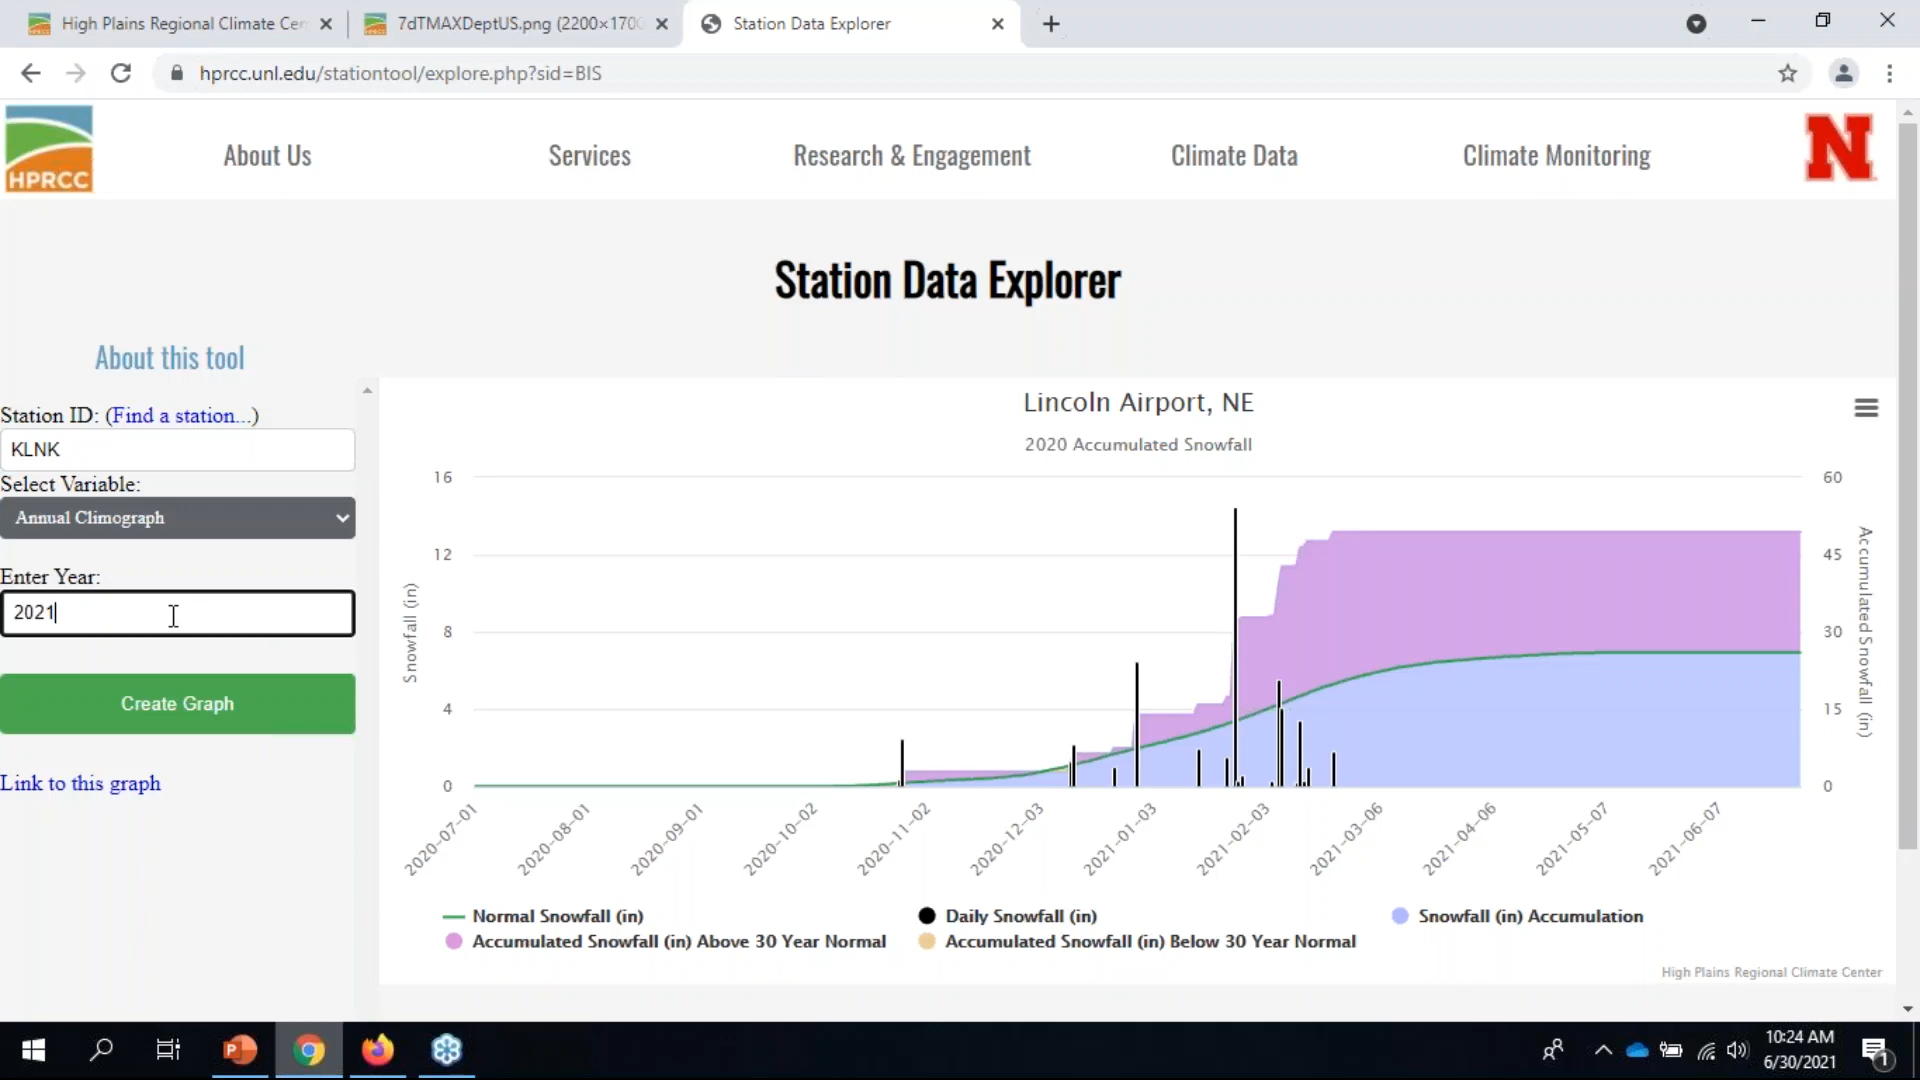 High Plains Regional Climate Cen
7dTMAXDeptUS.png (2200×170
Station Data Explorer
hprcc.unl.edu/stationtool/explore.php?sid=BIS
HPRCC
About Us
Services
Research & Engagement
Climate Data
Climate Monitoring
N
Station Data Explorer
About this tool
Station ID: (Find a station...)
KLNK
Select Variable:
Annual Climograph
Enter Year:
2021
Create Graph
Link to this graph
Lincoln Airport, NE
2020 Accumulated Snowfall
16
12
8
4
0
Snowfall (in)
60
45
30
15
0
Accumulated Snowfall (in)
2020-07-01
2020-08-01
2020-09-01
2020-10-02
2020-11-02
2020-12-03
2021-01-03
2021-02-03
2021-03-06
2021-04-06
2021-05-07
2021-06-07
Normal Snowfall (in)
Daily Snowfall (in)
Snowfall (in) Accumulation
Accumulated Snowfall (in) Above 30 Year Normal
Accumulated Snowfall (in) Below 30 Year Normal
High Plains Regional Climate Center
P
10:24 AM
6/30/2021
1